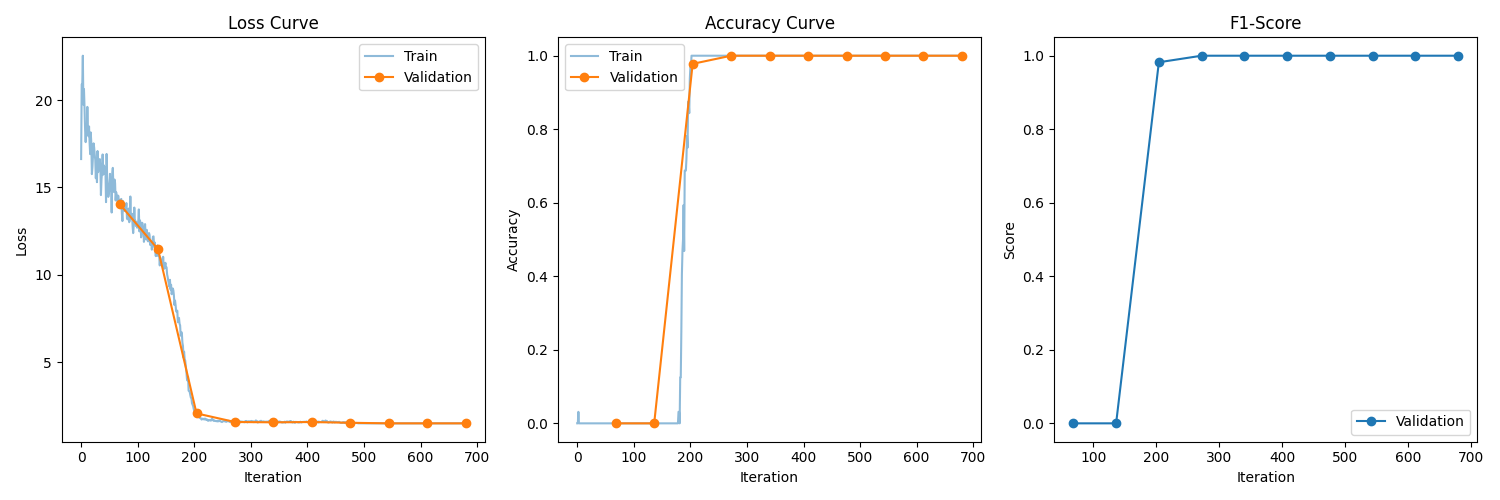 Loss Curve
Train
Validation
20
15
10
5
Loss
0 100 200 300 400 500 600 700
Iteration
Accuracy Curve
Train
Validation
1.0
0.8
0.6
0.4
0.2
0.0
Accuracy
0 100 200 300 400 500 600 700
Iteration
F1-Score
1.0
0.8
0.6
0.4
0.2
0.0
Score
Validation
100 200 300 400 500 600 700
Iteration